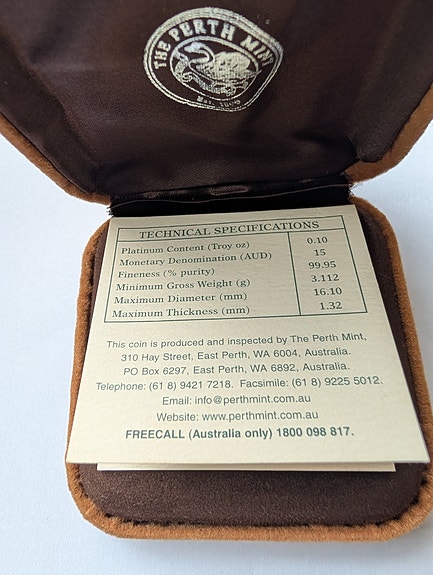 THE PERTH MINT
Est. 1899
TECHNICAL SPECIFICATIONS
Platinum Content (Troy oz) 0.10
Monetary Denomination (AUD) 15
Fineness (% purity) 99.95
Minimum Gross Weight (g) 3.112
Maximum Diameter (mm) 16.10
Maximum Thickness (mm) 1.32
This coin is produced and inspected by The Perth Mint,
310 Hay Street, East Perth, WA 6004, Australia.
PO Box 6297, East Perth, WA 6892, Australia.
Telephone: (61 8) 9421 7218. Facsimile: (61 8) 9225 5012.
Email: info@perthmint.com.au
Website: www.perthmint.com.au
FREECALL (Australia only) 1800 098 817.